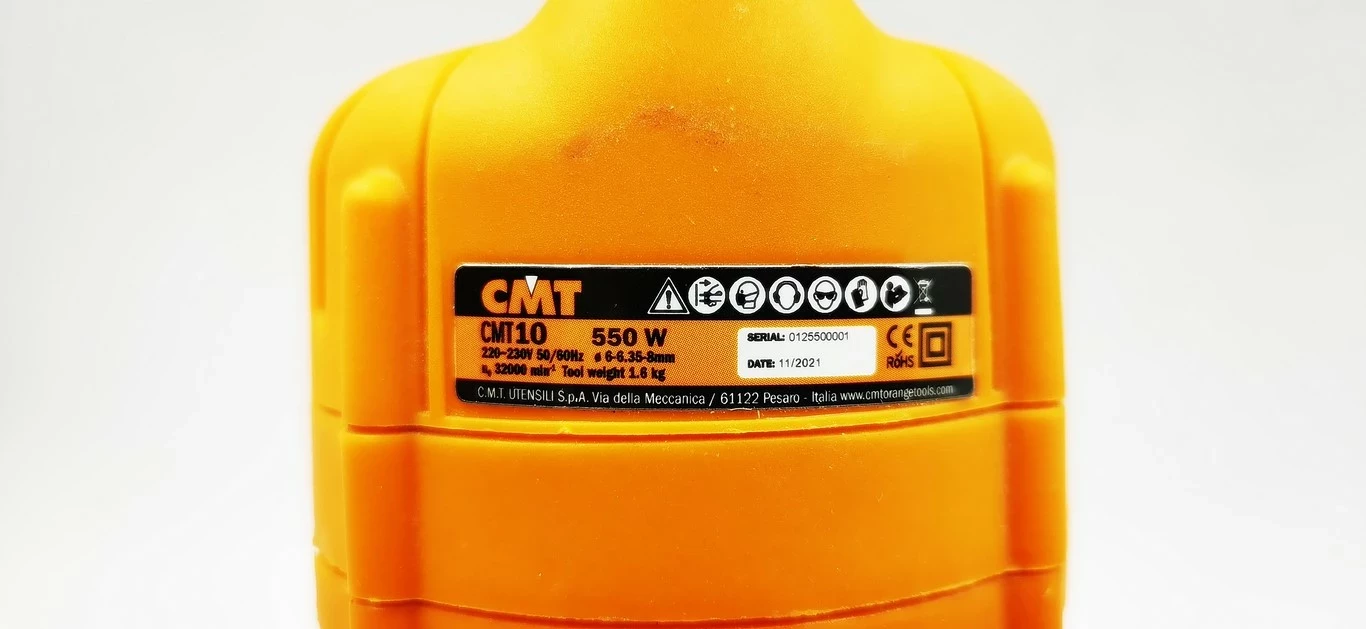 CMT
CMT10 550 W
220-230V 50/60Hz ø 6-6.35-8mm
n₀ 32000 min⁻¹ Tool weight 1.6 kg
SERIAL: 0125500001
DATE: 11/2021
CE
RoHS
C.M.T. UTENSILI S.p.A. Via della Meccanica / 61122 Pesaro - Italia www.cmtorangetools.com